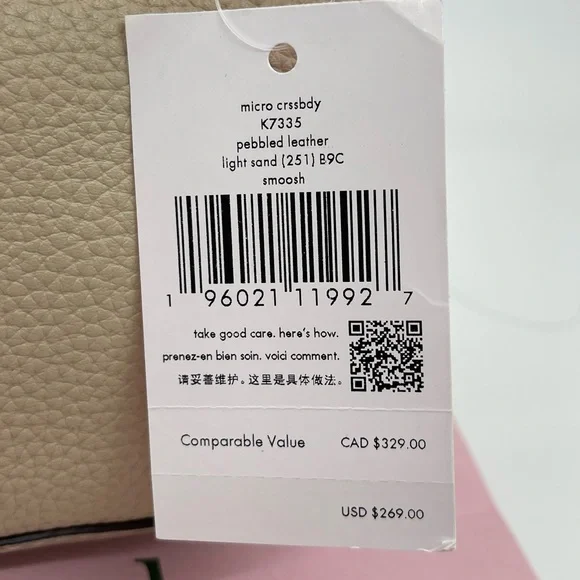 micro crssbdy
K7335
pebbled leather
light sand (251) B9C
smoosh
1 96021 11992 7
take good care. here's how.
prenez-en bien soin. voici comment.
请妥善维护。这里是具体做法。
Comparable Value CAD $329.00
USD $269.00